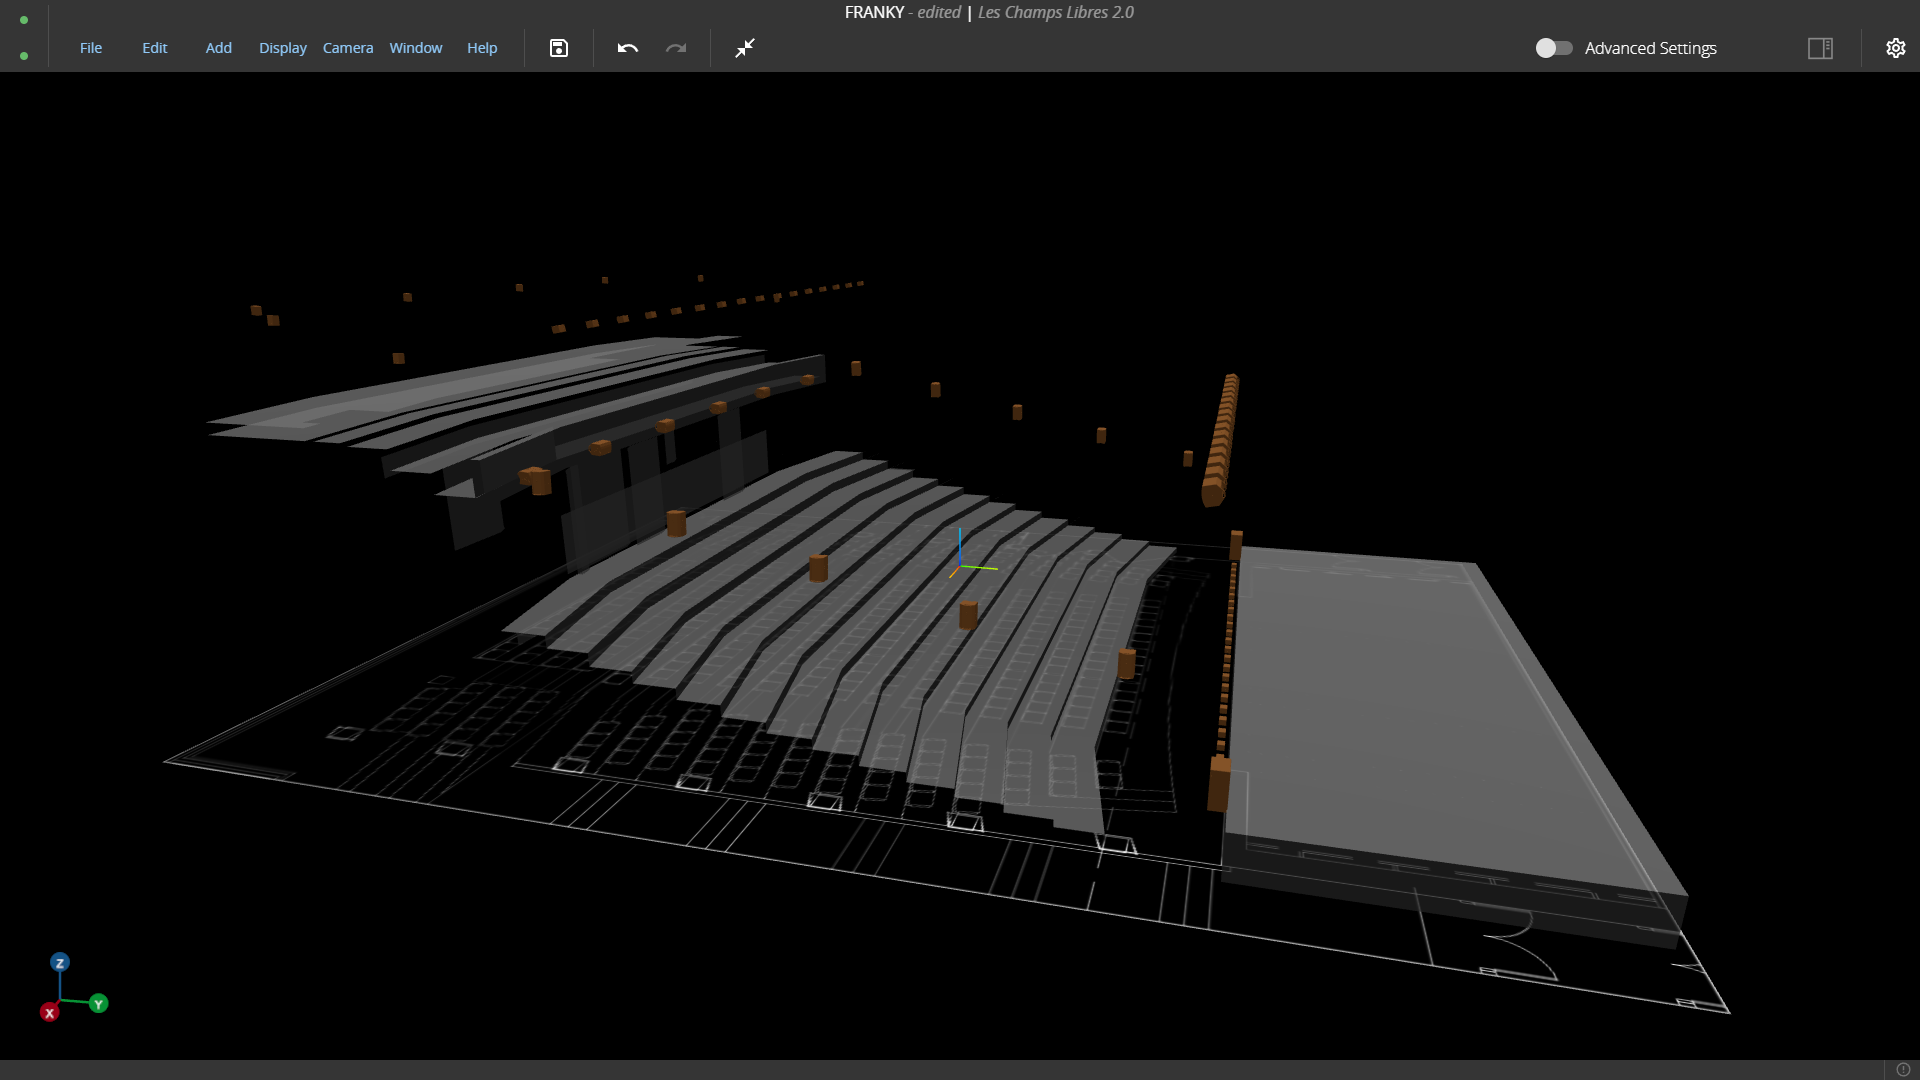 FRANKY - edited | Les Champs Libres 2.0
File Edit Add Display Camera Window Help
Advanced Settings
Z
Y
X